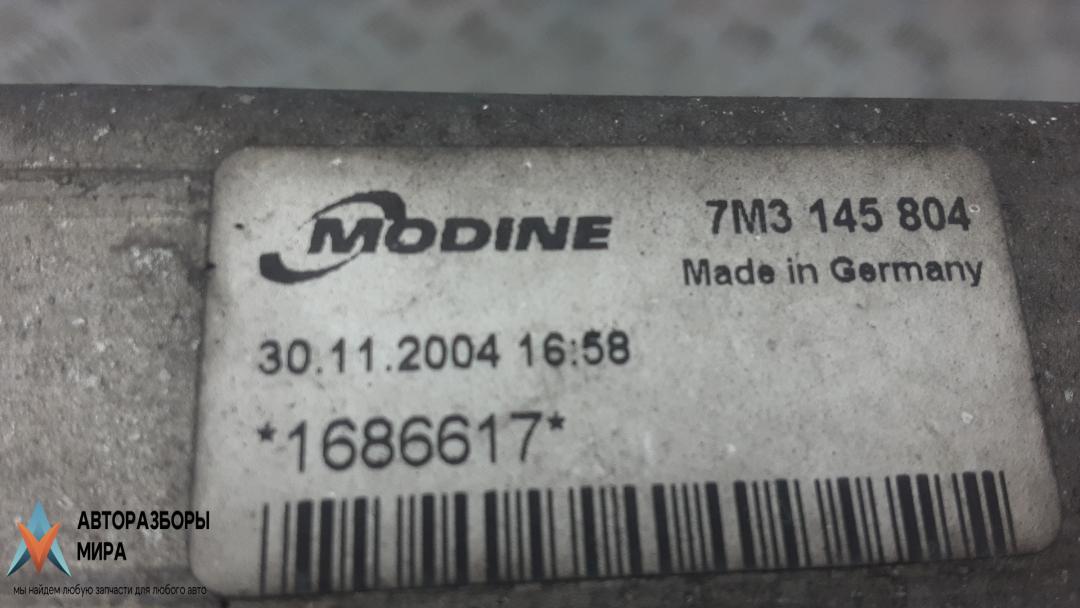 MODINE
7M3 145 804
Made in Germany
30.11.2004 16:58
*1686617*
АВТОРАЗБОРЫ
МИРА
мы найдем любую запчасти для любого авто